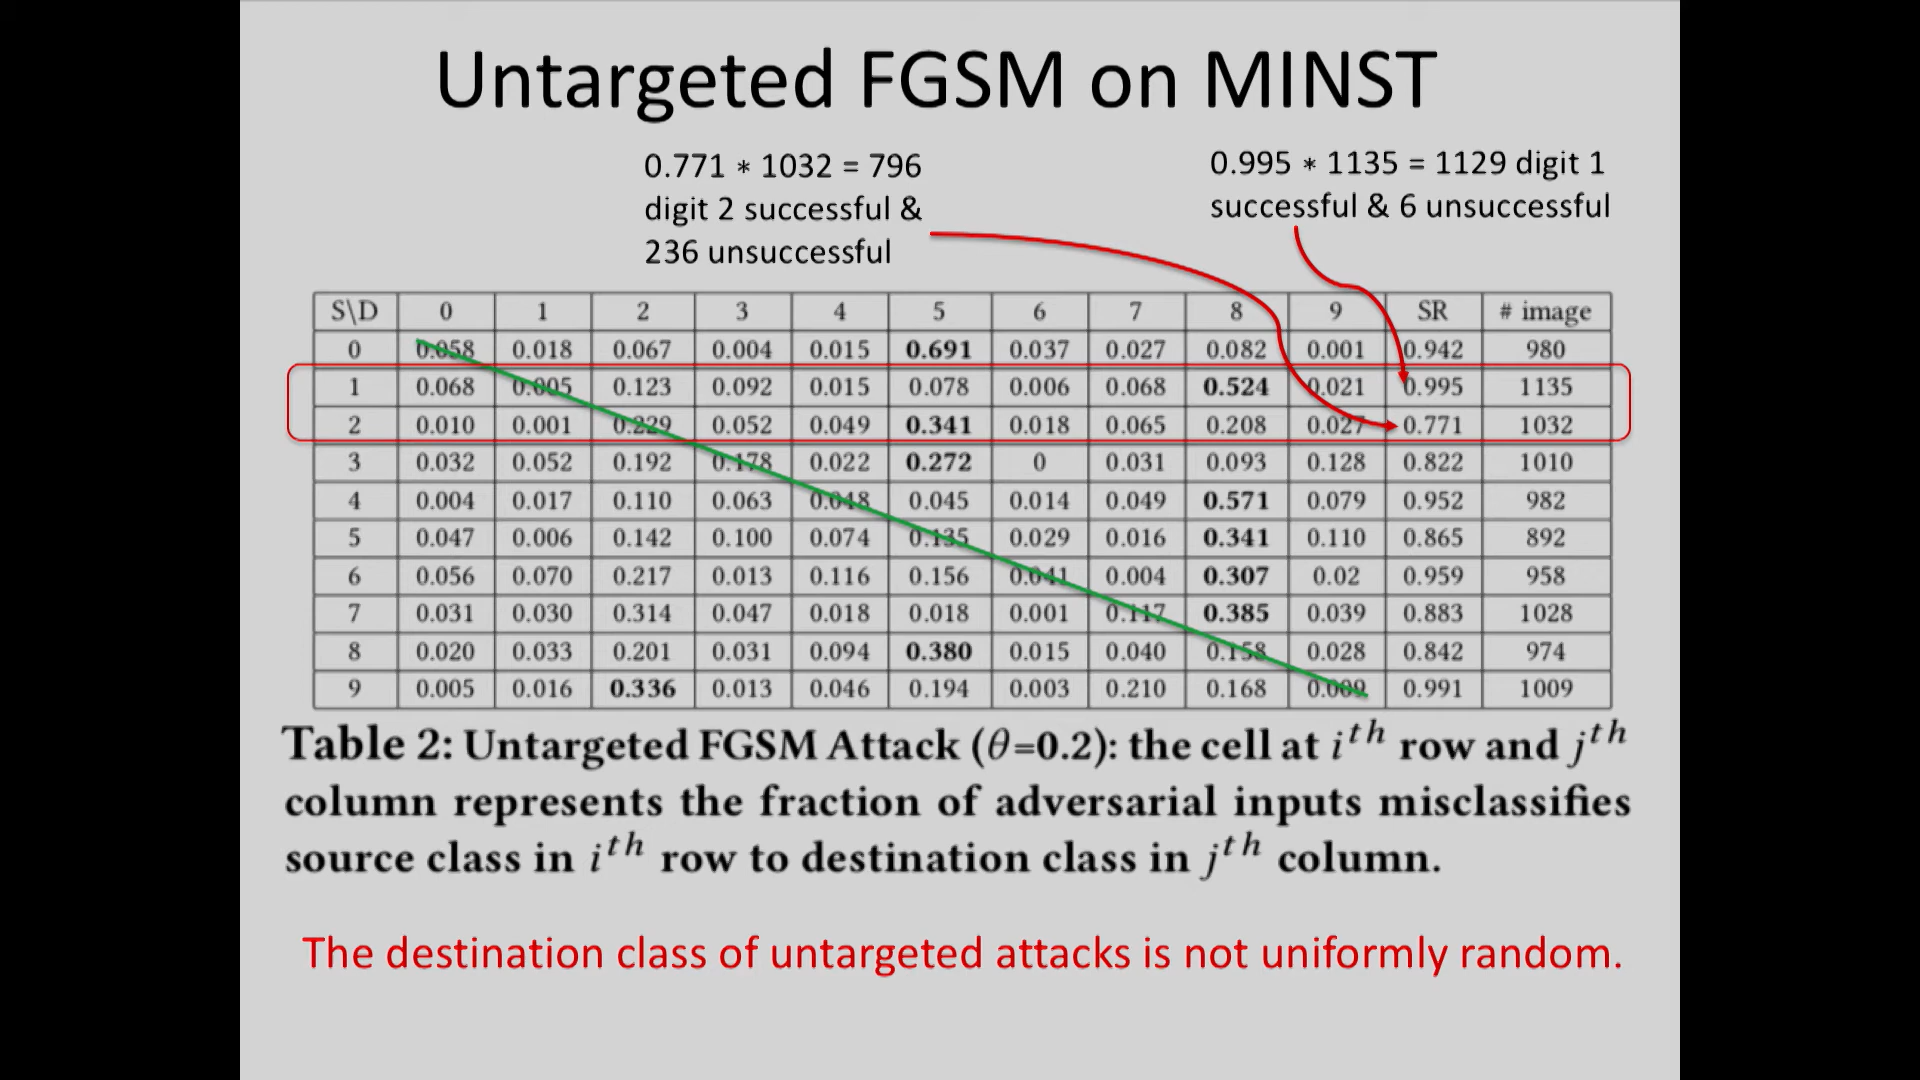 Untargeted FGSM on MINST
0.771 * 1032 = 796
digit 2 successful &
236 unsuccessful
0.995 * 1135 = 1129 digit 1
successful & 6 unsuccessful
S\D 0 1 2 3 4 5 6 7 8 9 SR # image
0 0.058 0.018 0.067 0.004 0.015 0.691 0.037 0.027 0.082 0.001 0.942 980
1 0.068 0.005 0.123 0.092 0.015 0.078 0.006 0.068 0.524 0.021 0.995 1135
2 0.010 0.001 0.229 0.052 0.049 0.341 0.018 0.065 0.208 0.027 0.771 1032
3 0.032 0.052 0.192 0.178 0.022 0.272 0 0.031 0.093 0.128 0.822 1010
4 0.004 0.017 0.110 0.063 0.048 0.045 0.014 0.049 0.571 0.079 0.952 982
5 0.047 0.006 0.142 0.100 0.074 0.135 0.029 0.016 0.341 0.110 0.865 892
6 0.056 0.070 0.217 0.013 0.116 0.156 0.041 0.004 0.307 0.02 0.959 958
7 0.031 0.030 0.314 0.047 0.018 0.018 0.001 0.117 0.385 0.039 0.883 1028
8 0.020 0.033 0.201 0.031 0.094 0.380 0.015 0.040 0.158 0.028 0.842 974
9 0.005 0.016 0.336 0.013 0.046 0.194 0.003 0.210 0.168 0.009 0.991 1009
Table 2: Untargeted FGSM Attack (θ=0.2): the cell at i^th row and j^th
column represents the fraction of adversarial inputs misclassifies
source class in i^th row to destination class in j^th column.
The destination class of untargeted attacks is not uniformly random.